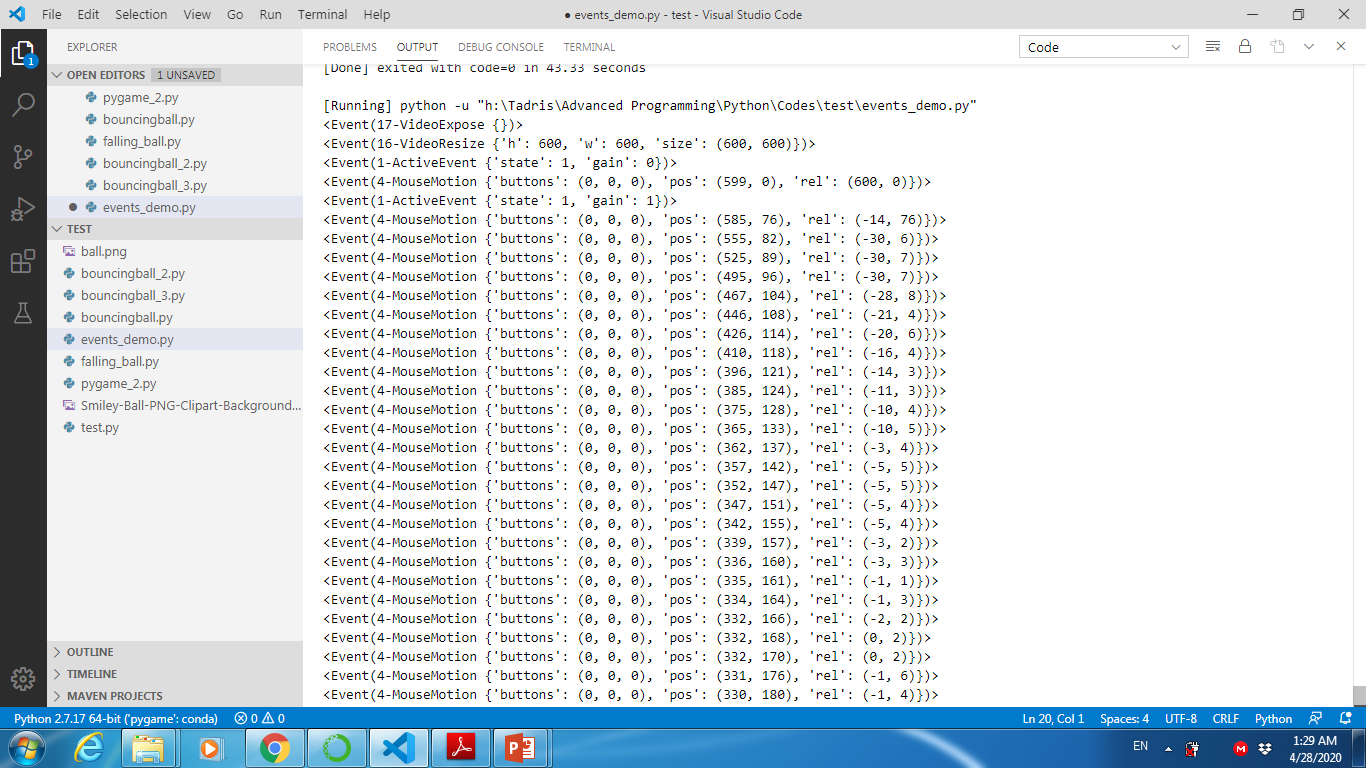 File Edit Selection View Go Run Terminal Help
● events_demo.py - test - Visual Studio Code
1
EXPLORER
OPEN EDITORS 1 UNSAVED
pygame_2.py
bouncingball.py
falling_ball.py
bouncingball_2.py
bouncingball_3.py
events_demo.py
TEST
ball.png
bouncingball_2.py
bouncingball_3.py
bouncingball.py
events_demo.py
falling_ball.py
pygame_2.py
Smiley-Ball-PNG-Clipart-Background...
test.py
OUTLINE
TIMELINE
MAVEN PROJECTS
PROBLEMS OUTPUT DEBUG CONSOLE TERMINAL
Code
[Done] exited with code=0 in 43.33 seconds
[Running] python -u "h:\Tadris\Advanced Programming\Python\Codes\test\events_demo.py"
<Event(17-VideoExpose {})>
<Event(16-VideoResize {'h': 600, 'w': 600, 'size': (600, 600)})>
<Event(1-ActiveEvent {'state': 1, 'gain': 0})>
<Event(4-MouseMotion {'buttons': (0, 0, 0), 'pos': (599, 0), 'rel': (600, 0)})>
<Event(1-ActiveEvent {'state': 1, 'gain': 1})>
<Event(4-MouseMotion {'buttons': (0, 0, 0), 'pos': (585, 76), 'rel': (-14, 76)})>
<Event(4-MouseMotion {'buttons': (0, 0, 0), 'pos': (555, 82), 'rel': (-30, 6)})>
<Event(4-MouseMotion {'buttons': (0, 0, 0), 'pos': (525, 89), 'rel': (-30, 7)})>
<Event(4-MouseMotion {'buttons': (0, 0, 0), 'pos': (495, 96), 'rel': (-30, 7)})>
<Event(4-MouseMotion {'buttons': (0, 0, 0), 'pos': (467, 104), 'rel': (-28, 8)})>
<Event(4-MouseMotion {'buttons': (0, 0, 0), 'pos': (446, 108), 'rel': (-21, 4)})>
<Event(4-MouseMotion {'buttons': (0, 0, 0), 'pos': (426, 114), 'rel': (-20, 6)})>
<Event(4-MouseMotion {'buttons': (0, 0, 0), 'pos': (410, 118), 'rel': (-16, 4)})>
<Event(4-MouseMotion {'buttons': (0, 0, 0), 'pos': (396, 121), 'rel': (-14, 3)})>
<Event(4-MouseMotion {'buttons': (0, 0, 0), 'pos': (385, 124), 'rel': (-11, 3)})>
<Event(4-MouseMotion {'buttons': (0, 0, 0), 'pos': (375, 128), 'rel': (-10, 4)})>
<Event(4-MouseMotion {'buttons': (0, 0, 0), 'pos': (365, 133), 'rel': (-10, 5)})>
<Event(4-MouseMotion {'buttons': (0, 0, 0), 'pos': (362, 137), 'rel': (-3, 4)})>
<Event(4-MouseMotion {'buttons': (0, 0, 0), 'pos': (357, 142), 'rel': (-5, 5)})>
<Event(4-MouseMotion {'buttons': (0, 0, 0), 'pos': (352, 147), 'rel': (-5, 5)})>
<Event(4-MouseMotion {'buttons': (0, 0, 0), 'pos': (347, 151), 'rel': (-5, 4)})>
<Event(4-MouseMotion {'buttons': (0, 0, 0), 'pos': (342, 155), 'rel': (-5, 4)})>
<Event(4-MouseMotion {'buttons': (0, 0, 0), 'pos': (339, 157), 'rel': (-3, 2)})>
<Event(4-MouseMotion {'buttons': (0, 0, 0), 'pos': (336, 160), 'rel': (-3, 3)})>
<Event(4-MouseMotion {'buttons': (0, 0, 0), 'pos': (335, 161), 'rel': (-1, 1)})>
<Event(4-MouseMotion {'buttons': (0, 0, 0), 'pos': (334, 164), 'rel': (-1, 3)})>
<Event(4-MouseMotion {'buttons': (0, 0, 0), 'pos': (332, 166), 'rel': (-2, 2)})>
<Event(4-MouseMotion {'buttons': (0, 0, 0), 'pos': (332, 168), 'rel': (0, 2)})>
<Event(4-MouseMotion {'buttons': (0, 0, 0), 'pos': (332, 170), 'rel': (0, 2)})>
<Event(4-MouseMotion {'buttons': (0, 0, 0), 'pos': (331, 176), 'rel': (-1, 6)})>
<Event(4-MouseMotion {'buttons': (0, 0, 0), 'pos': (330, 180), 'rel': (-1, 4)})>
Python 2.7.17 64-bit ('pygame': conda) 0 0 Ln 20, Col 1 Spaces: 4 UTF-8 CRLF Python
EN
1:29 AM
4/28/2020